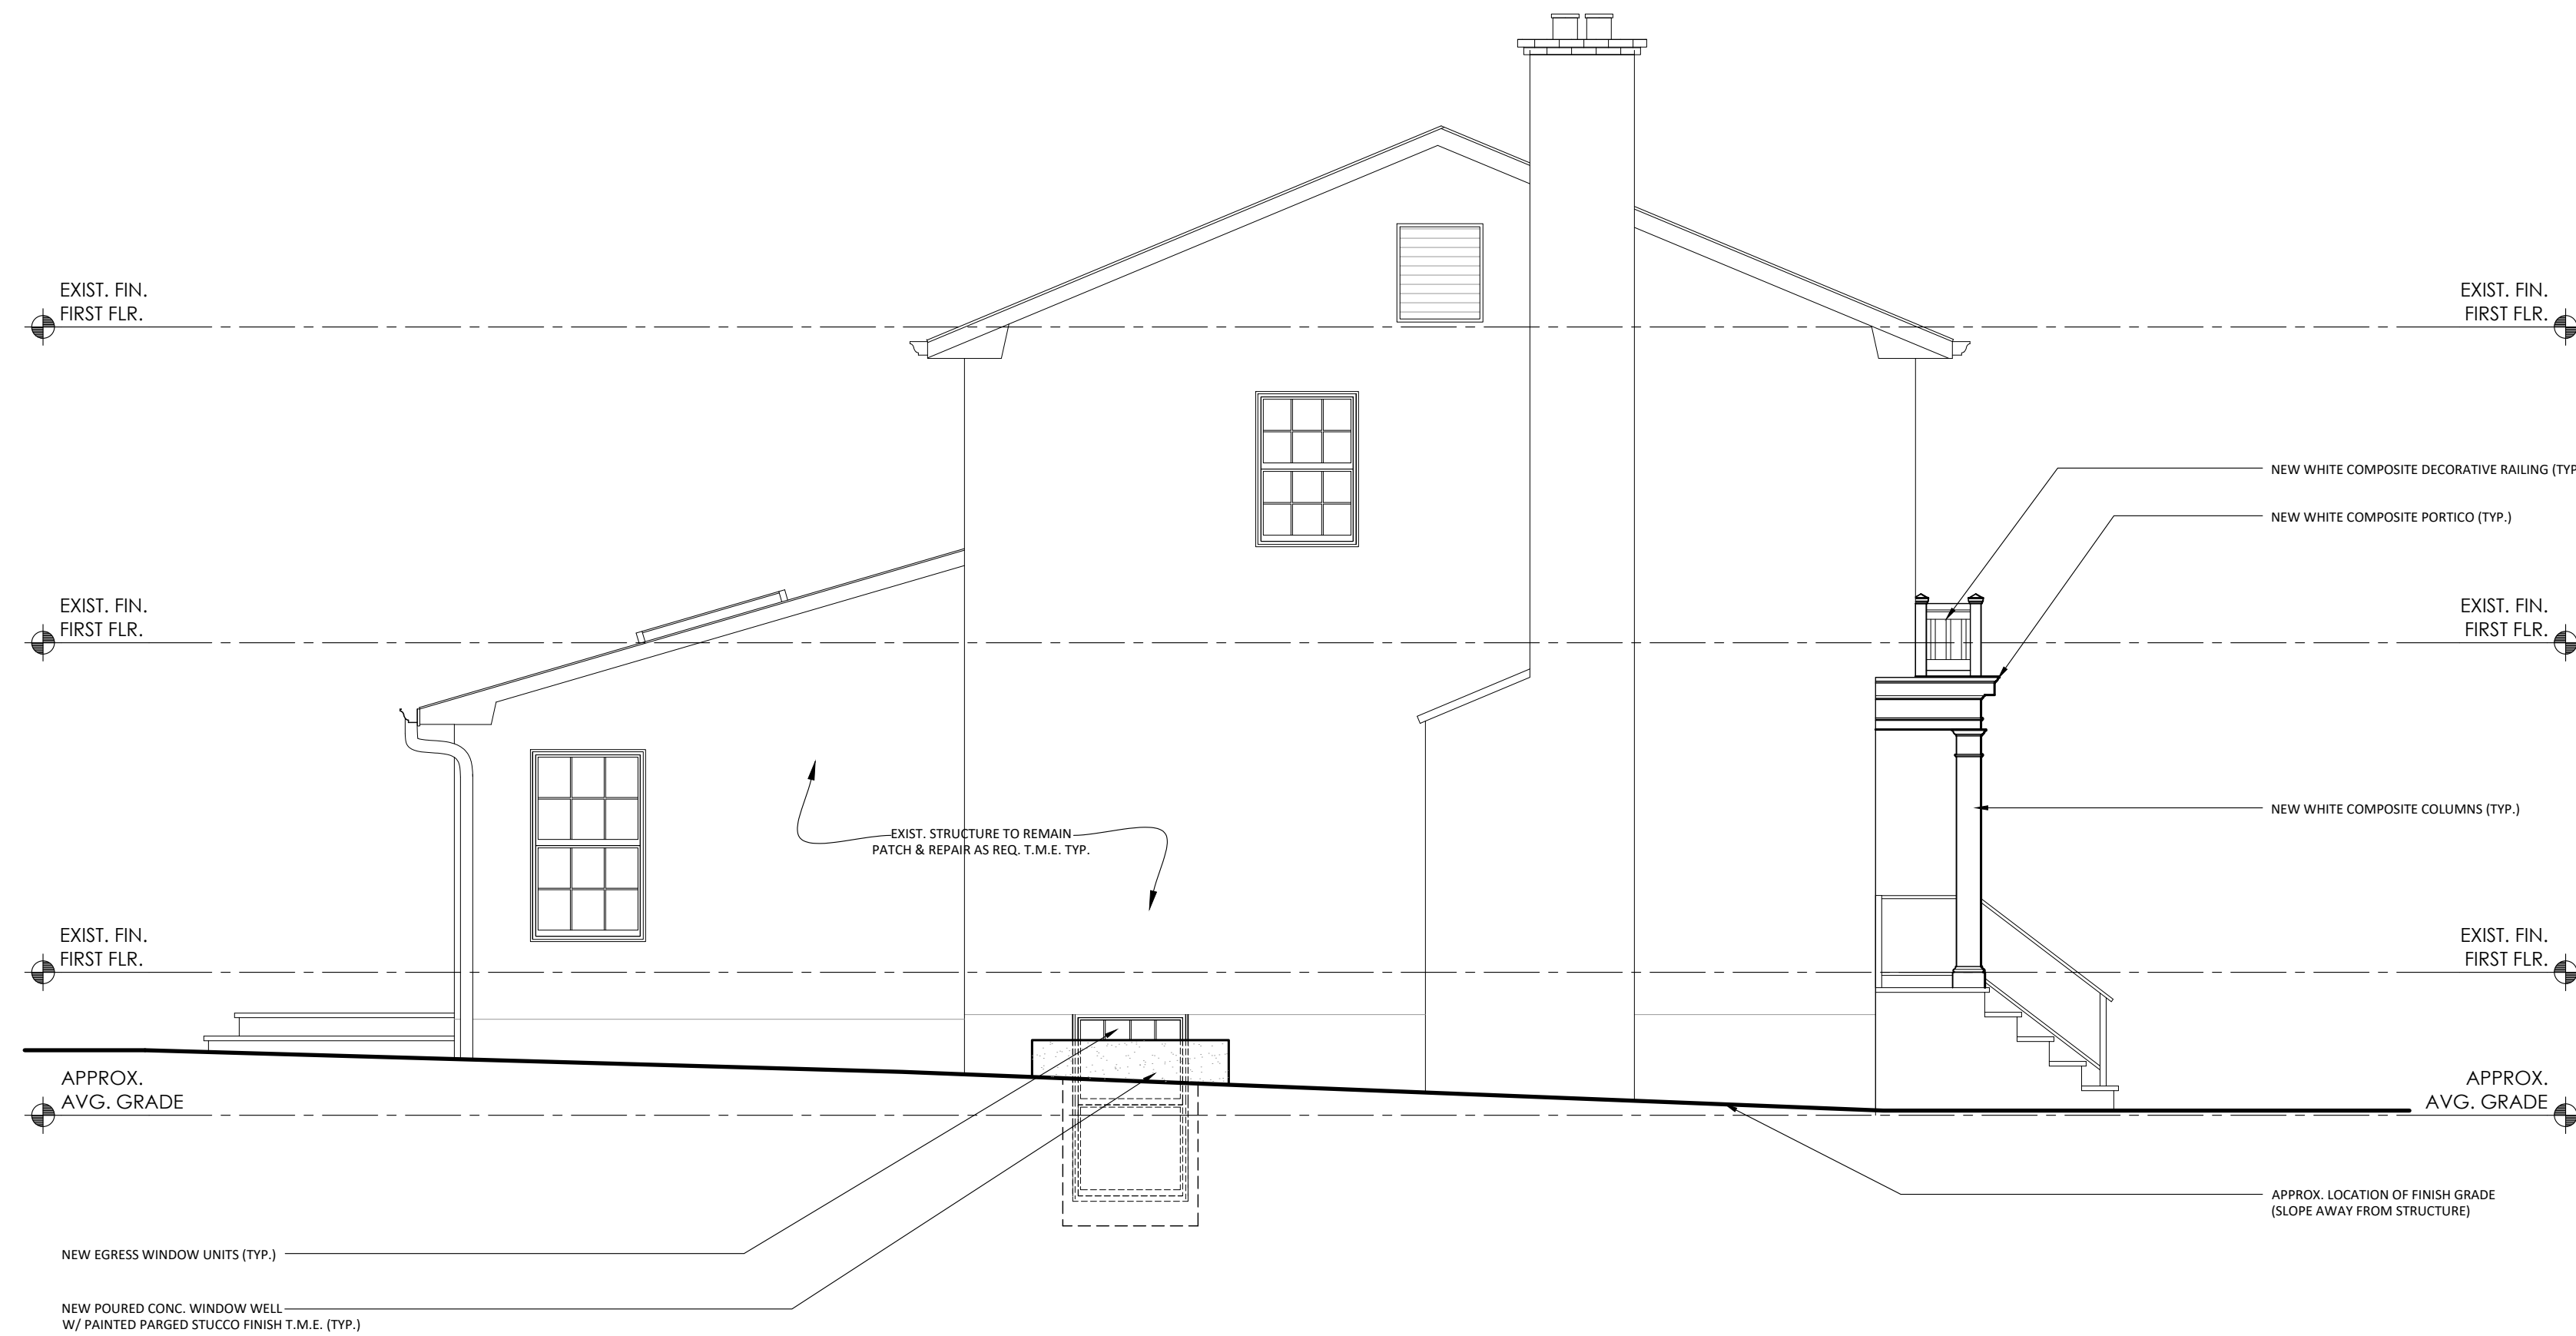 EXIST. FIN.
FIRST FLR.
EXIST. FIN.
FIRST FLR.
NEW WHITE COMPOSITE DECORATIVE RAILING (TYP
NEW WHITE COMPOSITE PORTICO (TYP.)
EXIST. FIN.
FIRST FLR.
EXIST. FIN.
FIRST FLR.
NEW WHITE COMPOSITE COLUMNS (TYP.)
EXIST. STRUCTURE TO REMAIN
PATCH & REPAIR AS REQ. T.M.E. TYP.
EXIST. FIN.
FIRST FLR.
EXIST. FIN.
FIRST FLR.
APPROX.
AVG. GRADE
APPROX.
AVG. GRADE
APPROX. LOCATION OF FINISH GRADE
(SLOPE AWAY FROM STRUCTURE)
NEW EGRESS WINDOW UNITS (TYP.)
NEW POURED CONC. WINDOW WELL
W/ PAINTED PARGED STUCCO FINISH T.M.E. (TYP.)